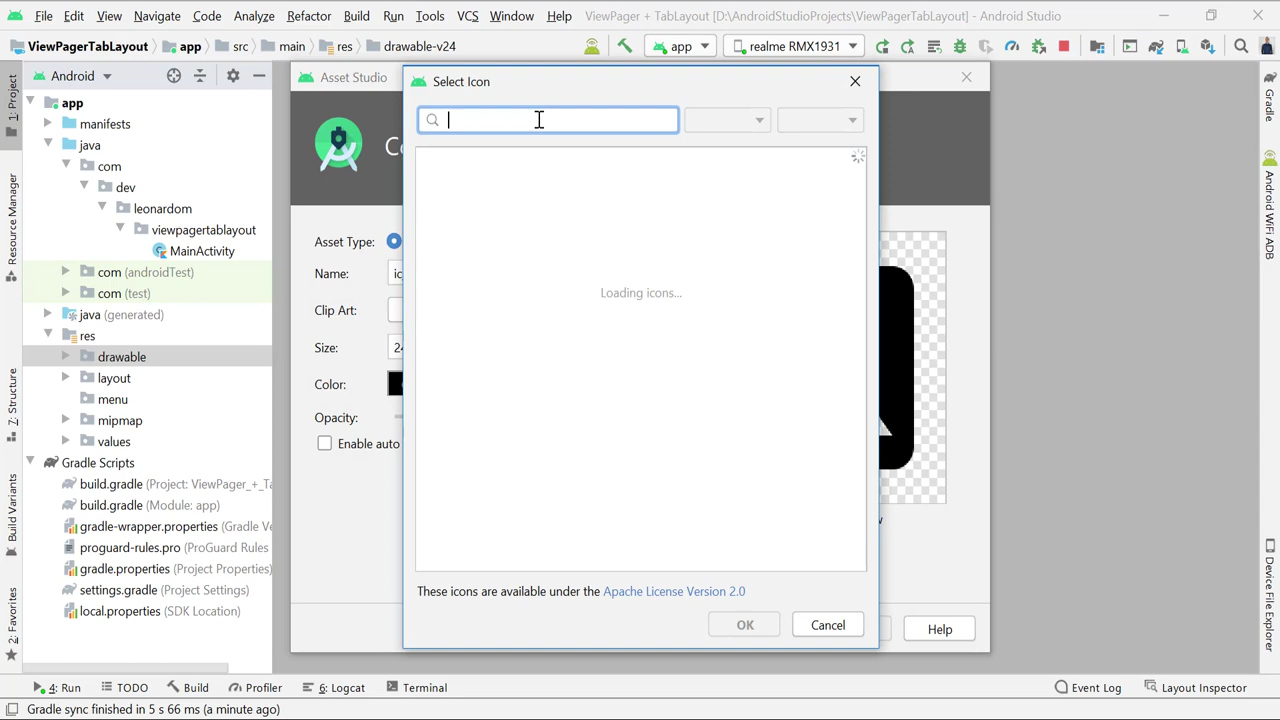 File Edit View Navigate Code Analyze Refactor Build Run Tools VCS Window Help ViewPager + TabLayout [D:\AndroidStudioProjects\ViewPagerTabLayout] - Android Studio
ViewPagerTabLayout app src main res drawable-v24 app realme RMX1931
1: Project
Resource Manager
Z: Structure
Build Variants
2: Favorites
Android
app
manifests
java
com
dev
leonardom
viewpagertablayout
MainActivity
com (androidTest)
com (test)
java (generated)
res
drawable
layout
menu
mipmap
values
Gradle Scripts
build.gradle (Project: ViewPager_+_Ta
build.gradle (Module: app)
gradle-wrapper.properties (Gradle Ve
proguard-rules.pro (ProGuard Rules
gradle.properties (Project Properties)
settings.gradle (Project Settings)
local.properties (SDK Location)
Asset Studio
Co
Asset Type:
Name: ic
Clip Art:
Size: 24
Color:
Opacity:
Enable auto
Help
Select Icon
Loading icons...
These icons are available under the Apache License Version 2.0
OK Cancel
Gradle
Android WiFi ADB
Device File Explorer
4: Run TODO Build Profiler 6: Logcat Terminal Event Log Layout Inspector
Gradle sync finished in 5 s 66 ms (a minute ago)